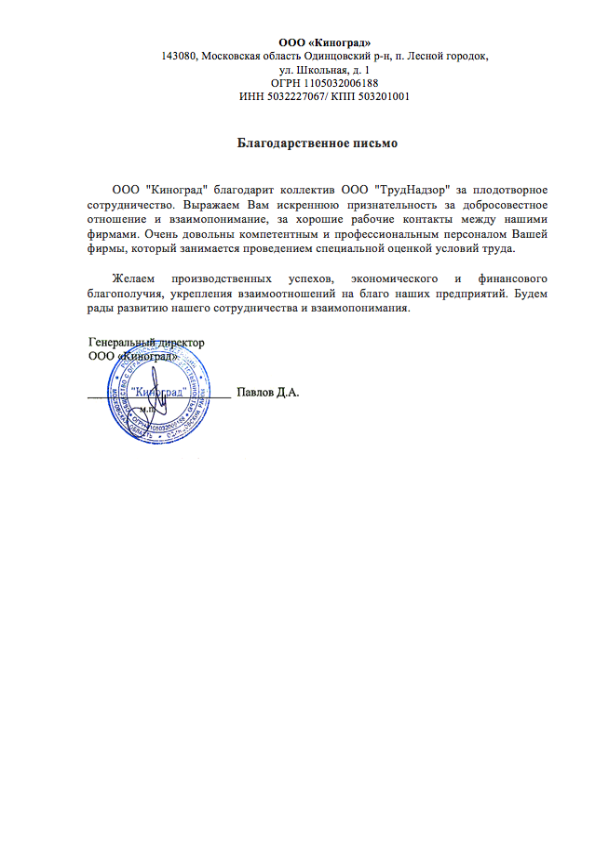 ООО «Киноград»
143080, Московская область Одинцовский р-н, п. Лесной городок,
ул. Школьная, д. 1
ОГРН 1105032006188
ИНН 5032227067/ КПП 503201001
Благодарственное письмо
ООО "Киноград" благодарит коллектив ООО "ТрудНадзор" за плодотворное
сотрудничество. Выражаем Вам искреннюю признательность за добросовестное
отношение и взаимопонимание, за хорошие рабочие контакты между нашими
фирмами. Очень довольны компетентным и профессиональным персоналом Вашей
фирмы, который занимается проведением специальной оценкой условий труда.
Желаем производственных успехов, экономического и финансового
благополучия, укрепления взаимоотношений на благо наших предприятий. Будем
рады развитию нашего сотрудничества и взаимопонимания.
Генеральный директор
ООО «Киноград»
"Киноград"
Павлов Д.А.
м.п.